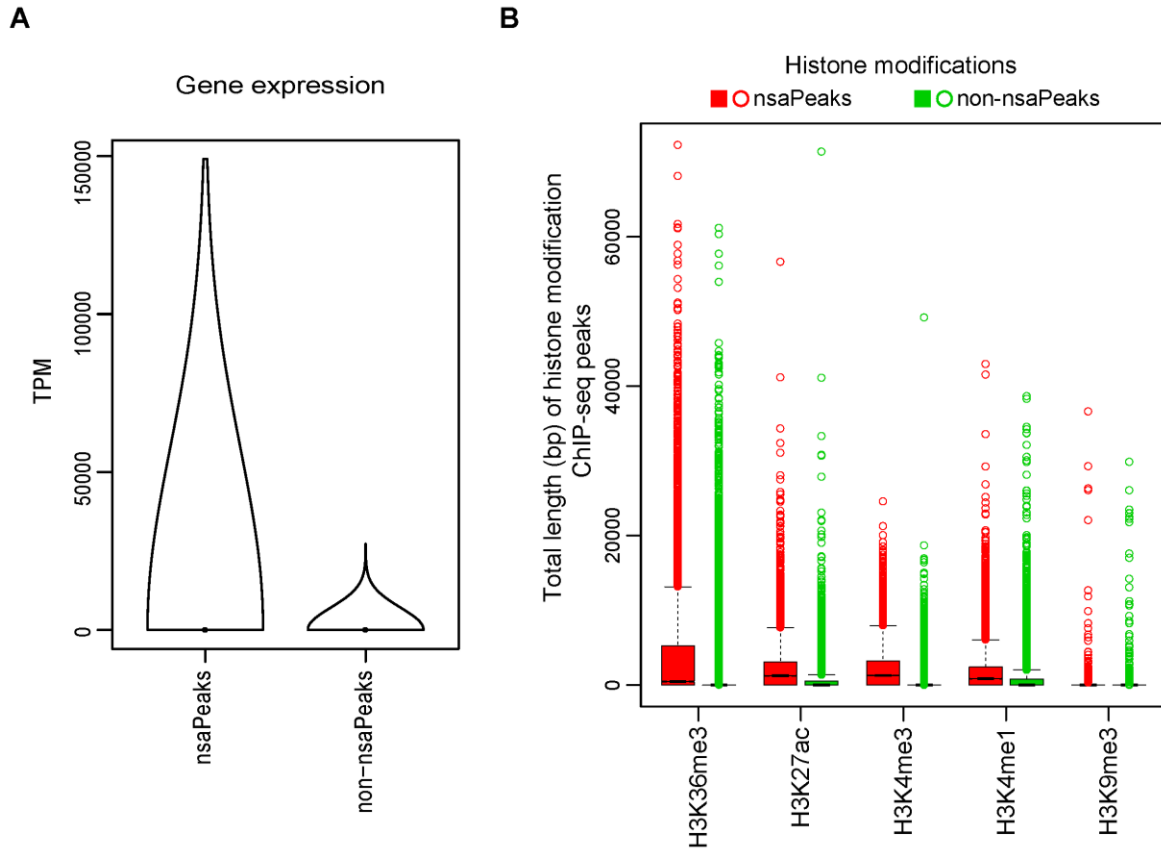 A
Gene expression
TPM
150000
100000
50000
0
nsaPeaks
non-nsaPeaks
B
Histone modifications
nsaPeaks
non-nsaPeaks
Total length (bp) of histone modification
ChIP-seq peaks
60000
40000
20000
0
H3K36me3
H3K27ac
H3K4me3
H3K4me1
H3K9me3